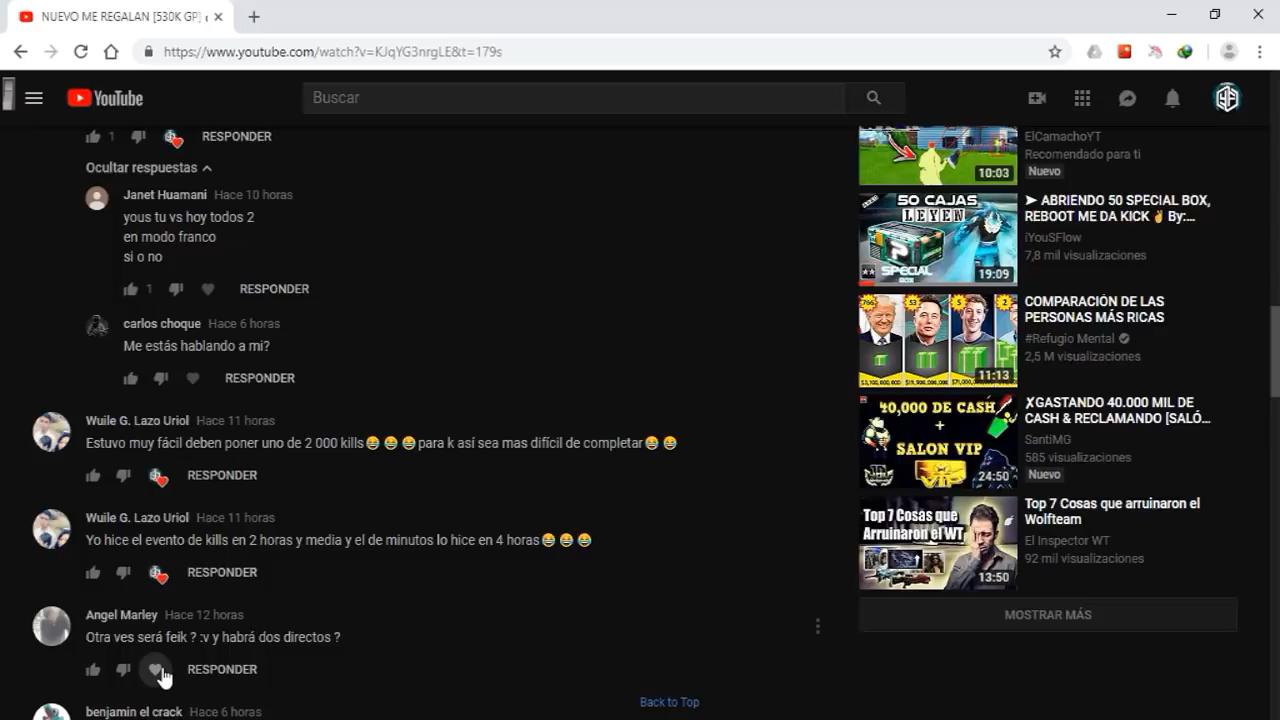 NUEVO ME REGALAN [530K GP]
https://www.youtube.com/watch?v=KJqYG3nrgLE&t=179s
YouTube
Buscar
1 RESPONDER
Ocultar respuestas
Janet Huamani Hace 10 horas
yous tu vs hoy todos 2
en modo franco
si o no
1 RESPONDER
carlos choque Hace 6 horas
Me estás hablando a mi?
RESPONDER
Wuile G. Lazo Uriol Hace 11 horas
Estuvo muy fácil deben poner uno de 2 000 kills😂😂😂para k así sea mas difícil de completar😂😂
RESPONDER
Wuile G. Lazo Uriol Hace 11 horas
Yo hice el evento de kills en 2 horas y media y el de minutos lo hice en 4 horas😂😂😂
RESPONDER
Angel Marley Hace 12 horas
Otra ves será feik ? :v y habrá dos directos ?
RESPONDER
benjamin el crack Hace 6 horas
Back to Top
10:03
ElCamachoYT
Recomendado para ti
Nuevo
50 CAJAS
LEYEN
SPECIAL
BOX
19:09
➤ ABRIENDO 50 SPECIAL BOX,
REBOOT ME DA KICK ✌ By:...
iYouSFlow
7,8 mil visualizaciones
11:13
COMPARACIÓN DE LAS
PERSONAS MÁS RICAS
#Refugio Mental
2,5 M visualizaciones
40,000 DE CASH
+
SALON VIP
VIP
24:50
✗GASTANDO 40.000 MIL DE
CASH & RECLAMANDO [SALÓ...
SantiMG
585 visualizaciones
Nuevo
Top 7 Cosas que
Arruinaron el WT
13:50
Top 7 Cosas que arruinaron el
Wolfteam
El Inspector WT
92 mil visualizaciones
MOSTRAR MÁS